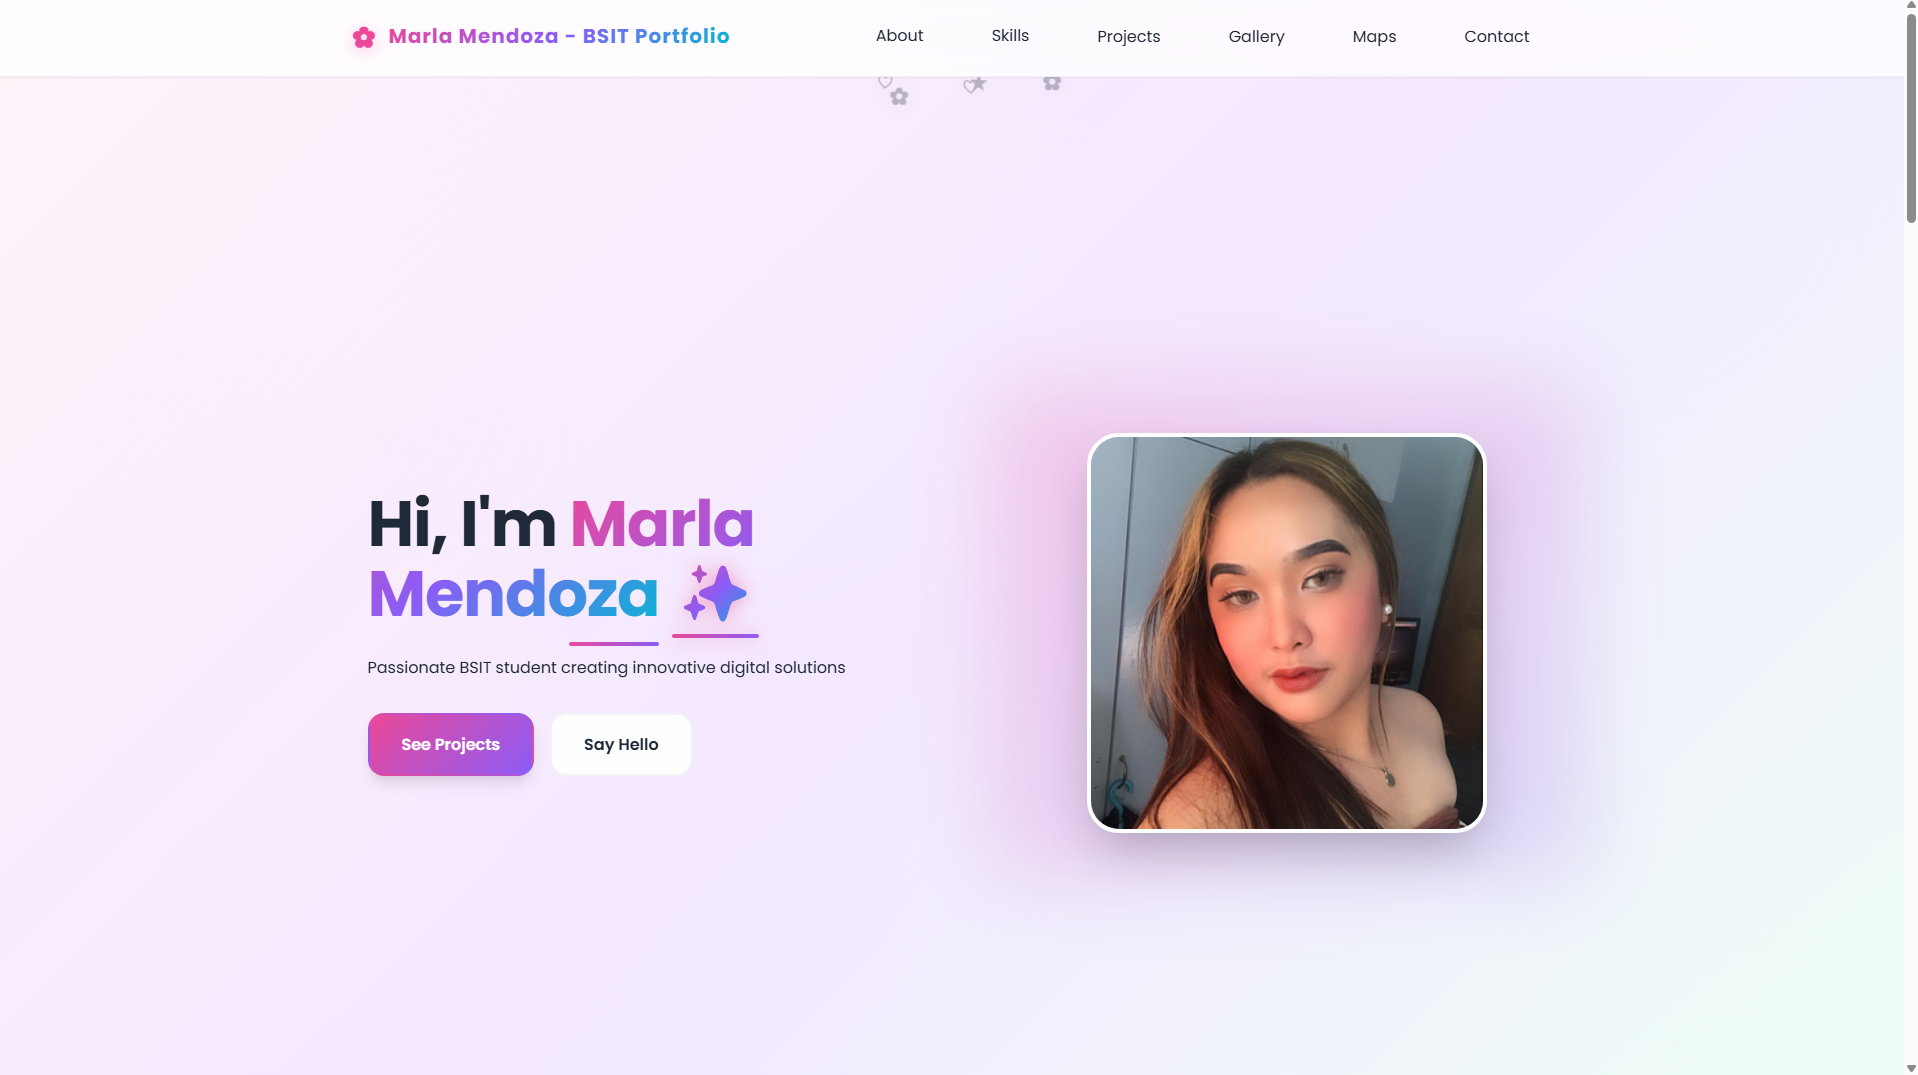 Marla Mendoza - BSIT Portfolio
About
Skills
Projects
Gallery
Maps
Contact
Hi, I'm Marla
Mendoza
Passionate BSIT student creating innovative digital solutions
See Projects
Say Hello